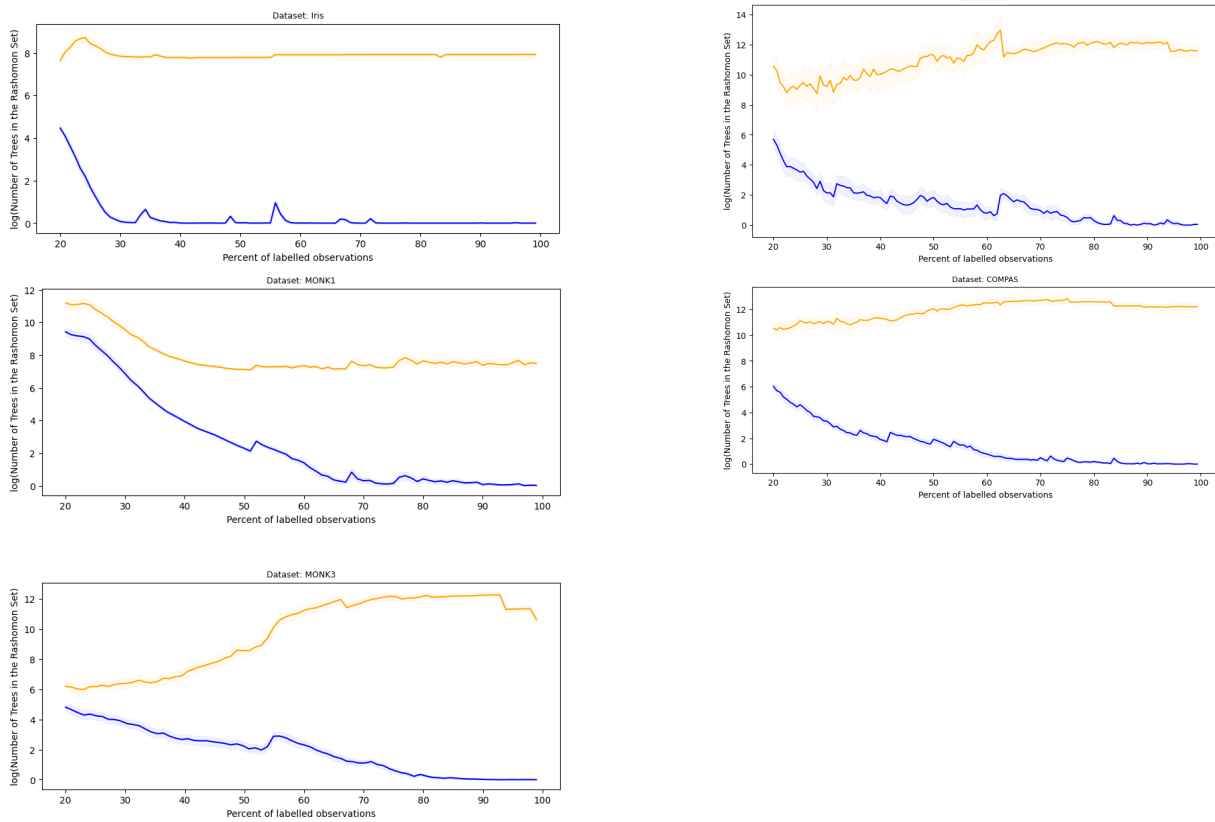 Dataset: Iris
log(Number of Trees in the Rashomon Set)
8
6
4
2
0
20 30 40 50 60 70 80 90 100
Percent of labelled observations
log(Number of Trees in the Rashomon Set)
14
12
10
8
6
4
2
0
20 30 40 50 60 70 80 90 100
Percent of labelled observations
Dataset: MONK1
log(Number of Trees in the Rashomon Set)
12
10
8
6
4
2
0
20 30 40 50 60 70 80 90 100
Percent of labelled observations
Dataset: COMPAS
log(Number of Trees in the Rashomon Set)
12
10
8
6
4
2
0
20 30 40 50 60 70 80 90 100
Percent of labelled observations
Dataset: MONK3
log(Number of Trees in the Rashomon Set)
12
10
8
6
4
2
0
20 30 40 50 60 70 80 90 100
Percent of labelled observations